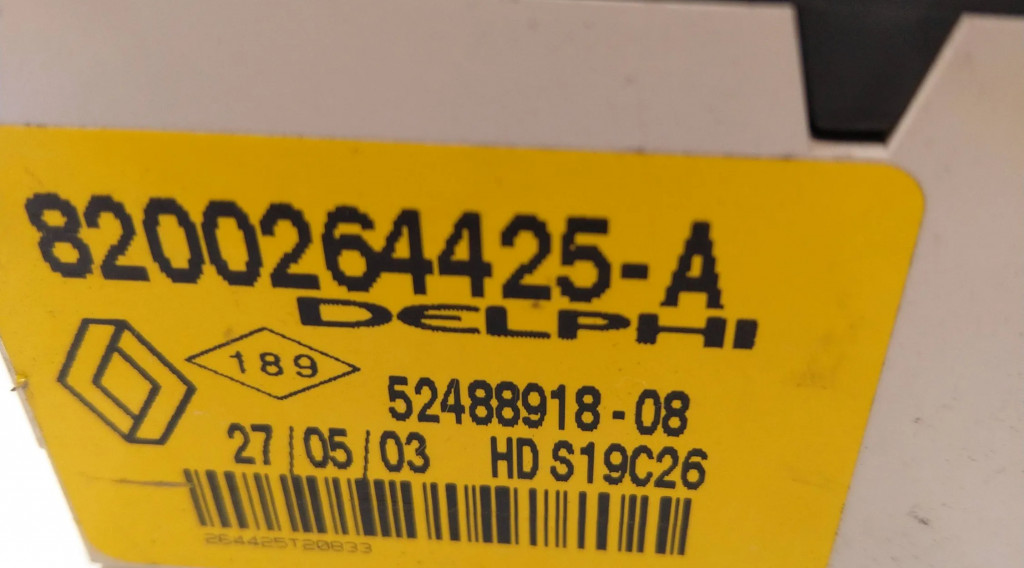 8200264425-A
DELPHI
189
52488918-08
27/05/03 HD S19C26
264425T20833